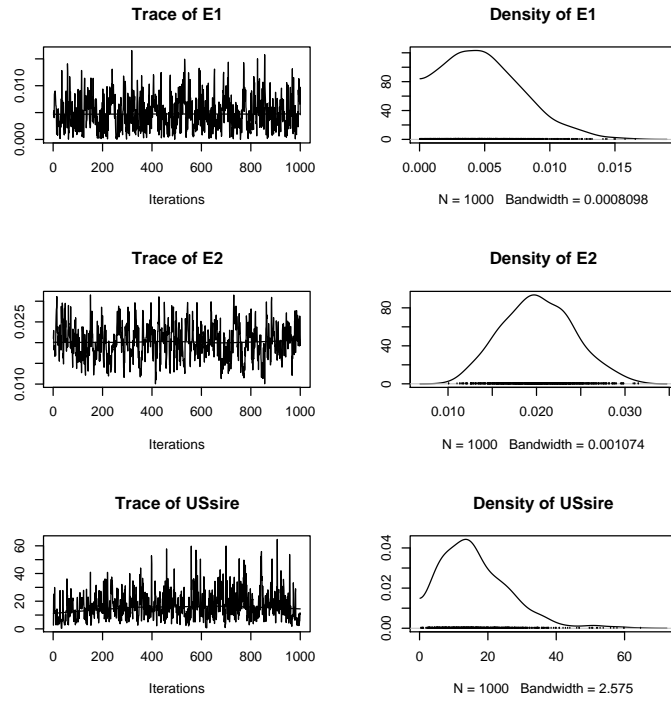 Trace of E1
0.000 0.010
0 200 400 600 800 1000
Iterations
Density of E1
0 40 80
0.000 0.005 0.010 0.015
N = 1000 Bandwidth = 0.0008098
Trace of E2
0.010 0.025
0 200 400 600 800 1000
Iterations
Density of E2
0 40 80
0.010 0.020 0.030
N = 1000 Bandwidth = 0.001074
Trace of USsire
0 20 40 60
0 200 400 600 800 1000
Iterations
Density of USsire
0.00 0.02 0.04
0 20 40 60
N = 1000 Bandwidth = 2.575